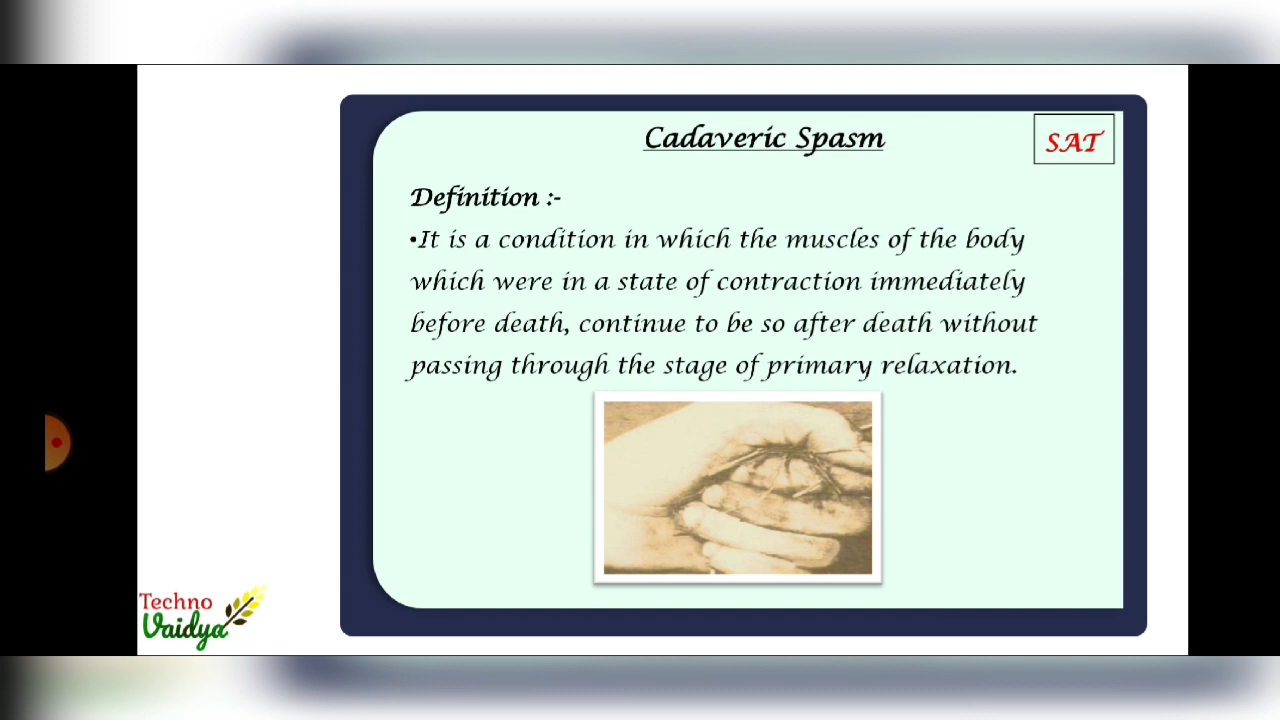 Cadaveric Spasm
SAT
Definition :-
•It is a condition in which the muscles of the body
which were in a state of contraction immediately
before death, continue to be so after death without
passing through the stage of primary relaxation.
Techno
Vaidya